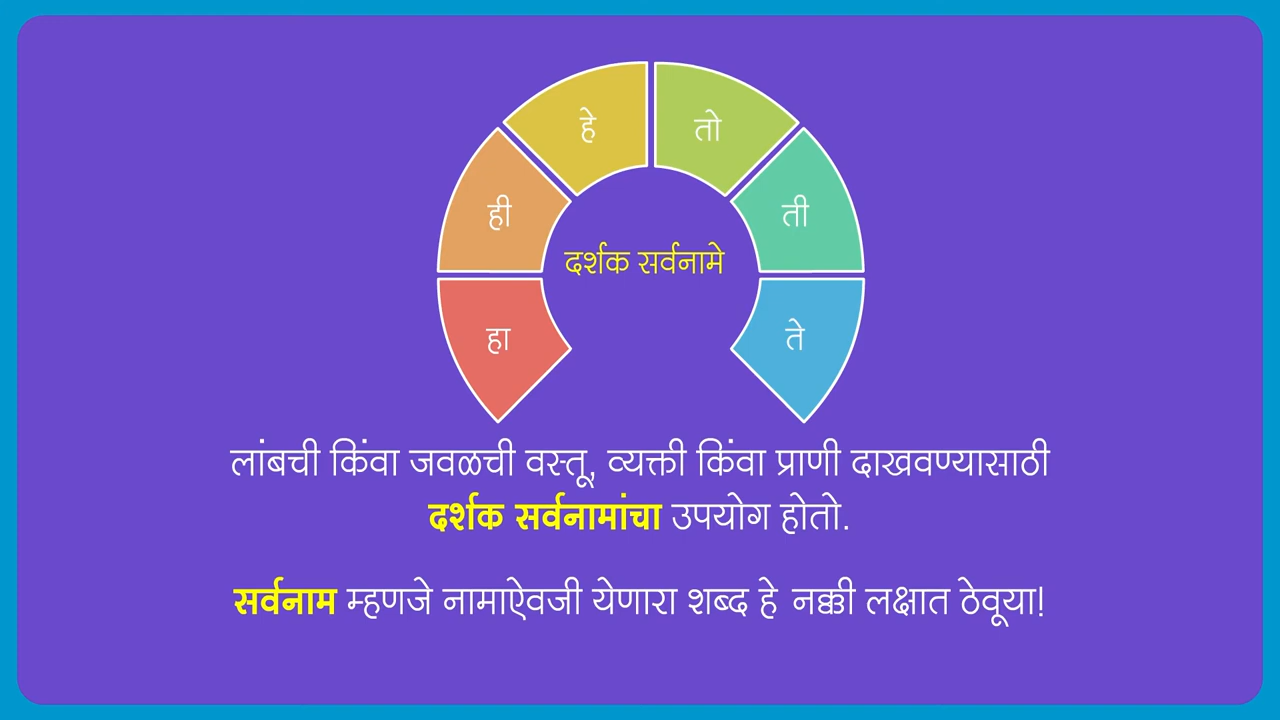 हे
तो
ही
ती
दर्शक सर्वनामे
हा
ते
लांबची किंवा जवळची वस्तू, व्यक्ती किंवा प्राणी दाखवण्यासाठी
दर्शक सर्वनामांचा उपयोग होतो.
सर्वनाम म्हणजे नामाऐवजी येणारा शब्द हे नक्की लक्षात ठेवूया!